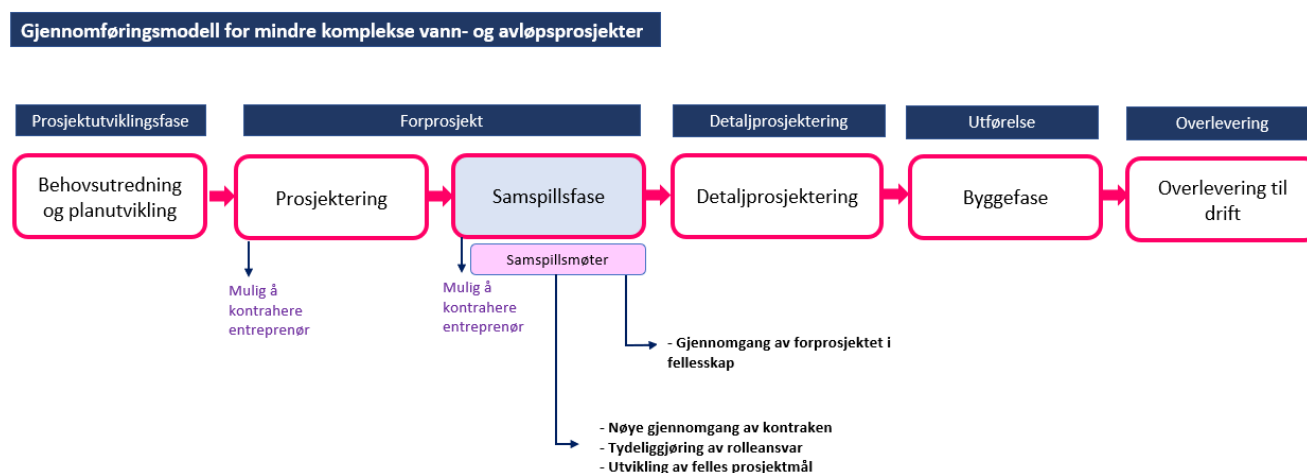 Gjennomføringsmodell for mindre komplekse vann- og avløpsprosjekter
Prosjektutviklingsfase
Forprosjekt
Detaljprosjektering
Utførelse
Overlevering
Behovsutredning
og planutvikling
Prosjektering
Samspillsfase
Detaljprosjektering
Byggefase
Overlevering til
drift
Samspillsmøter
Mulig å
kontrahere
entreprenør
Mulig å
kontrahere
entreprenør
- Gjennomgang av forprosjektet i
fellesskap
- Nøye gjennomgang av kontraken
- Tydeliggjøring av rolleansvar
- Utvikling av felles prosjektmål